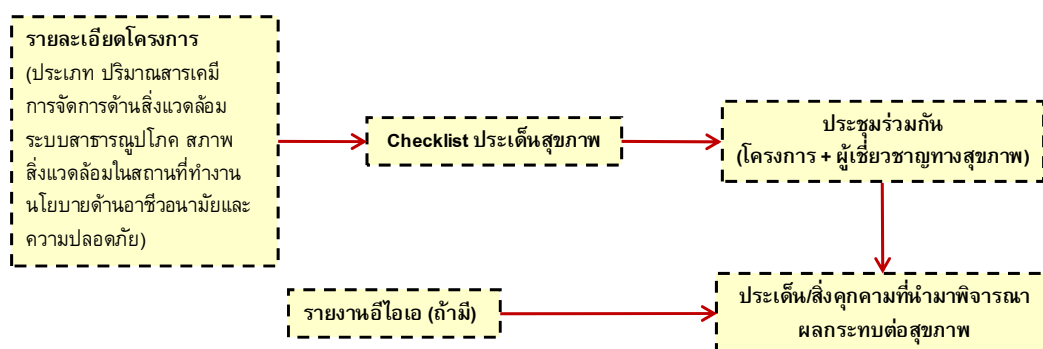 รายละเอียดโครงการ
(ประเภท ปริมาณสารเคมี
การจัดการด้านสิ่งแวดล้อม
ระบบสาธารณูปโภค สภาพ
สิ่งแวดล้อมในสถานที่ทำงาน
นโยบายด้านอาชีวอนามัยและ
ความปลอดภัย)
Checklist ประเด็นสุขภาพ
ประชุมร่วมกัน
(โครงการ + ผู้เชี่ยวชาญทางสุขภาพ)
รายงานอีไอเอ (ถ้ามี)
ประเด็น/สิ่งคุกคามที่นำมาพิจารณา
ผลกระทบต่อสุขภาพ